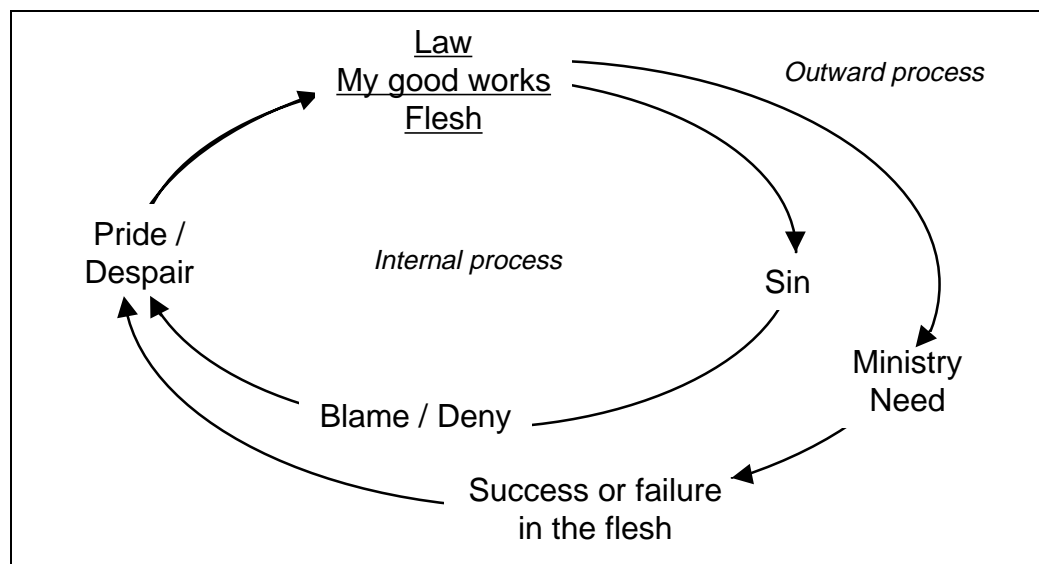 Law
My good works
Flesh
Outward process
Pride /
Despair
Internal process
Sin
Ministry
Need
Blame / Deny
Success or failure
in the flesh